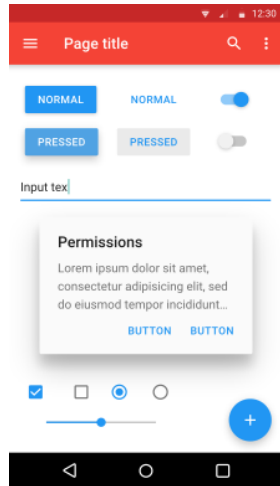 12:30
Page title
NORMAL NORMAL
PRESSED PRESSED
Input tex
Permissions
Lorem ipsum dolor sit amet,
consectetur adipisicing elit, sed
do eiusmod tempor incididunt…
BUTTON BUTTON